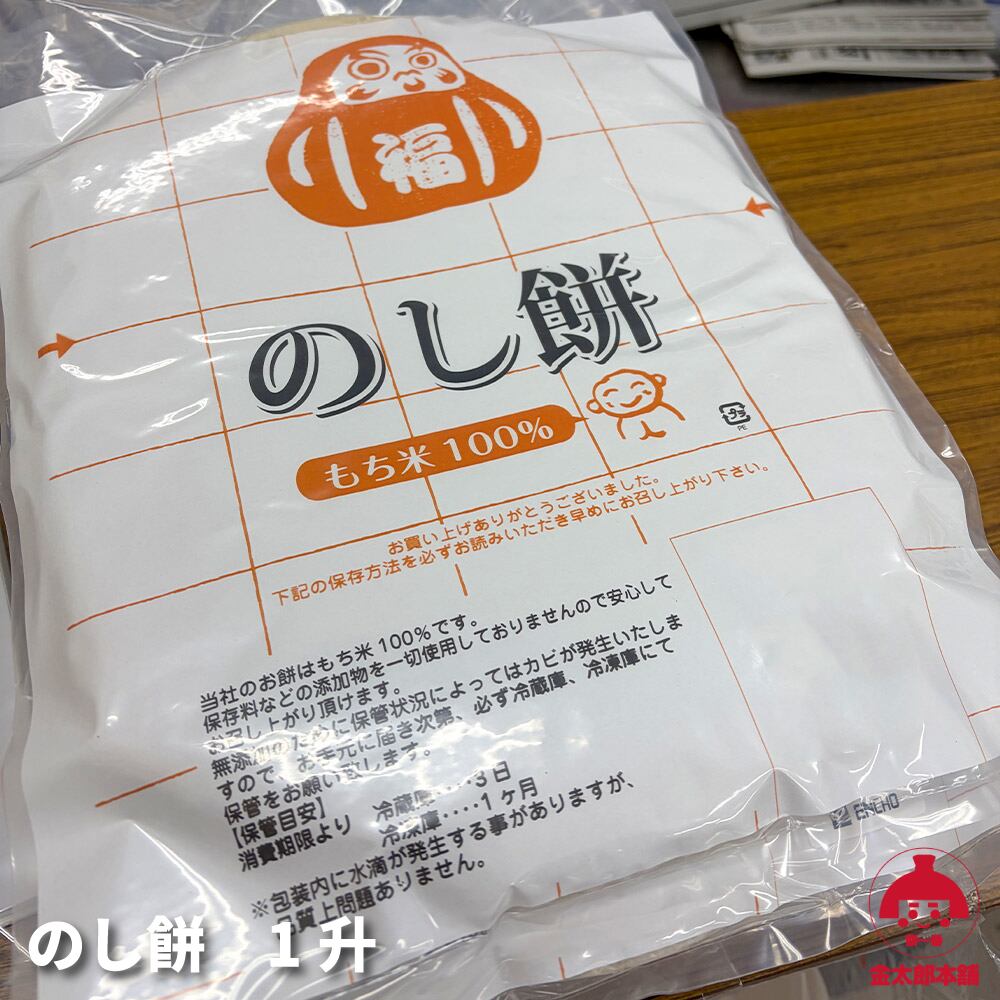 福
のし餅
もち米100%
プラ
PE
お買い上げありがとうございました。
下記の保存方法を必ずお読みいただき早めにお召し上がり下さい。
当社のお餅はもち米100%です。
保存料などの添加物を一切使用しておりませんので安心して
お召し上がり頂けます。
無添加のために保管状況によってはカビが発生いたしま
すので、お手元に届き次第、必ず冷蔵庫、冷凍庫にて
保管をお願い致します。
【保管目安】 冷蔵庫‥‥3日
消費期限より 冷凍庫‥‥1ヶ月
※包装内に水滴が発生する事がありますが、
品質上問題ありません。
のし餅 1升
金太郎本舗